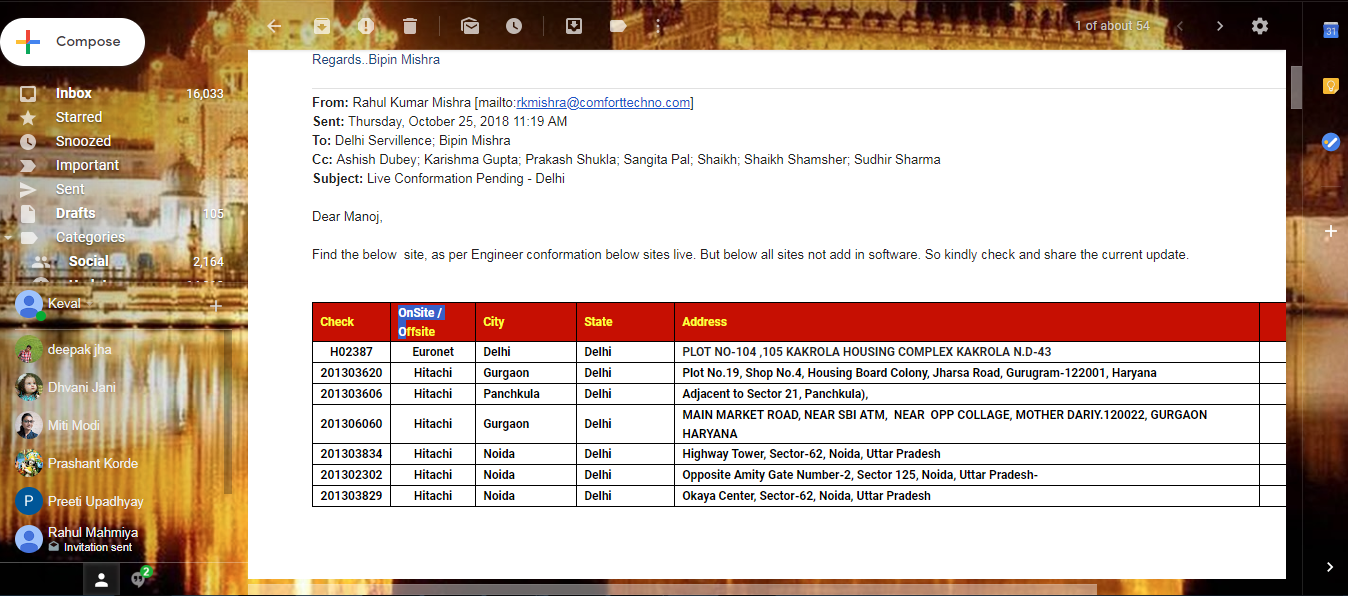 Compose
1 of about 54
31
Inbox 16,033
Starred
Snoozed
Important
Sent
Drafts 105
Categories
Social 2,164
Keval
deepak jha
Dhvani Jani
Miti Modi
Prashant Korde
P Preeti Upadhyay
Rahul Mahmiya
Invitation sent
2
Regards..Bipin Mishra
From: Rahul Kumar Mishra [mailto:rkmishra@comforttechno.com]
Sent: Thursday, October 25, 2018 11:19 AM
To: Delhi Servillence; Bipin Mishra
Cc: Ashish Dubey; Karishma Gupta; Prakash Shukla; Sangita Pal; Shaikh; Shaikh Shamsher; Sudhir Sharma
Subject: Live Conformation Pending - Delhi
Dear Manoj,
Find the below site, as per Engineer conformation below sites live. But below all sites not add in software. So kindly check and share the current update.
Check OnSite / Offsite City State Address
H02387 Euronet Delhi Delhi PLOT NO-104 ,105 KAKROLA HOUSING COMPLEX KAKROLA N.D-43
201303620 Hitachi Gurgaon Delhi Plot No.19, Shop No.4, Housing Board Colony, Jharsa Road, Gurugram-122001, Haryana
201303606 Hitachi Panchkula Delhi Adjacent to Sector 21, Panchkula),
201306060 Hitachi Gurgaon Delhi MAIN MARKET ROAD, NEAR SBI ATM, NEAR OPP COLLAGE, MOTHER DARIY.120022, GURGAON
HARYANA
201303834 Hitachi Noida Delhi Highway Tower, Sector-62, Noida, Uttar Pradesh
201302302 Hitachi Noida Delhi Opposite Amity Gate Number-2, Sector 125, Noida, Uttar Pradesh-
201303829 Hitachi Noida Delhi Okaya Center, Sector-62, Noida, Uttar Pradesh